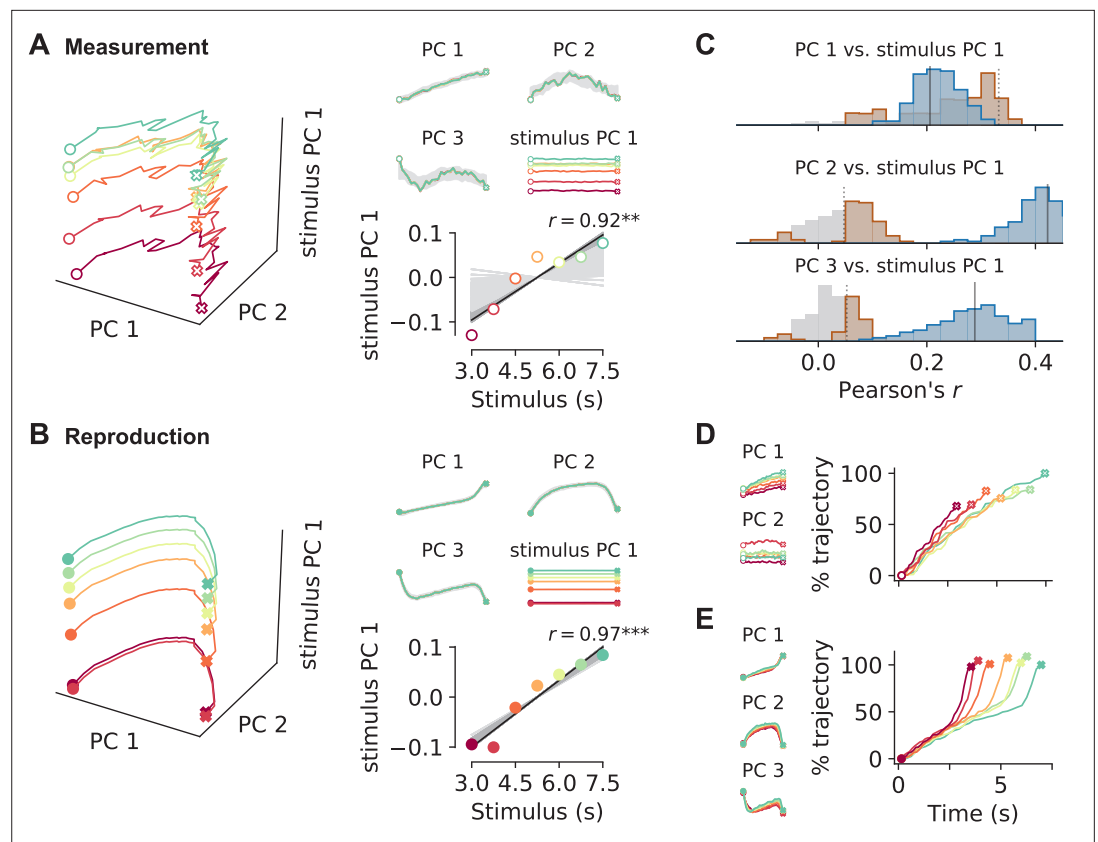 A Measurement
stimulus PC 1
PC 1
PC 2
PC 1
PC 2
PC 3
stimulus PC 1
r = 0.92**
stimulus PC 1
0.1
0.0
−0.1
3.0 4.5 6.0 7.5
Stimulus (s)
B Reproduction
stimulus PC 1
PC 1
PC 2
PC 1
PC 2
PC 3
stimulus PC 1
r = 0.97***
stimulus PC 1
0.1
0.0
−0.1
3.0 4.5 6.0 7.5
Stimulus (s)
C
PC 1 vs. stimulus PC 1
PC 2 vs. stimulus PC 1
PC 3 vs. stimulus PC 1
0.0 0.2 0.4
Pearson's r
D
PC 1
PC 2
% trajectory
100
50
0
E
PC 1
PC 2
PC 3
% trajectory
100
50
0
0 5
Time (s)